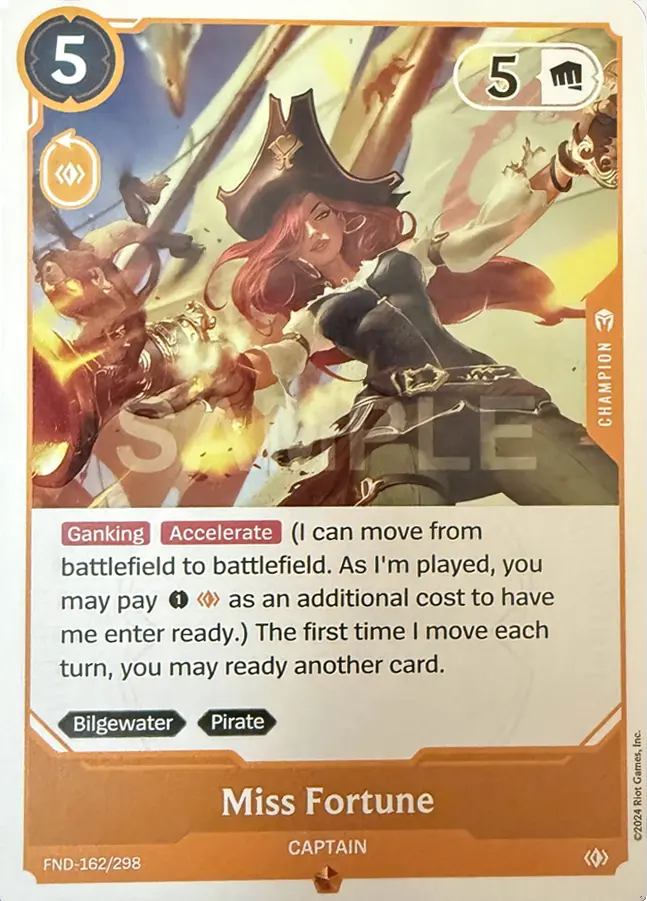 5
5
CHAMPION
SAMPLE
Ganking Accelerate (I can move from
battlefield to battlefield. As I'm played, you
may pay 1 as an additional cost to have
me enter ready.) The first time I move each
turn, you may ready another card.
Bilgewater Pirate
Miss Fortune
CAPTAIN
FND-162/298
©2024 Riot Games, Inc.